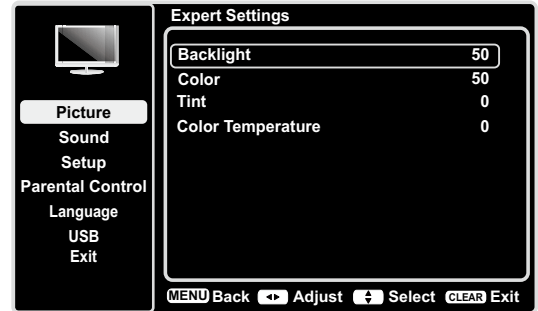 Expert Settings
Backlight 50
Color 50
Tint 0
Color Temperature 0
Picture
Sound
Setup
Parental Control
Language
USB
Exit
MENU Back Adjust Select CLEAR Exit